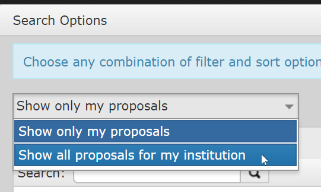 Search Options
Choose any combination of filter and sort option
Show only my proposals
Show only my proposals
Show all proposals for my institution
Search: